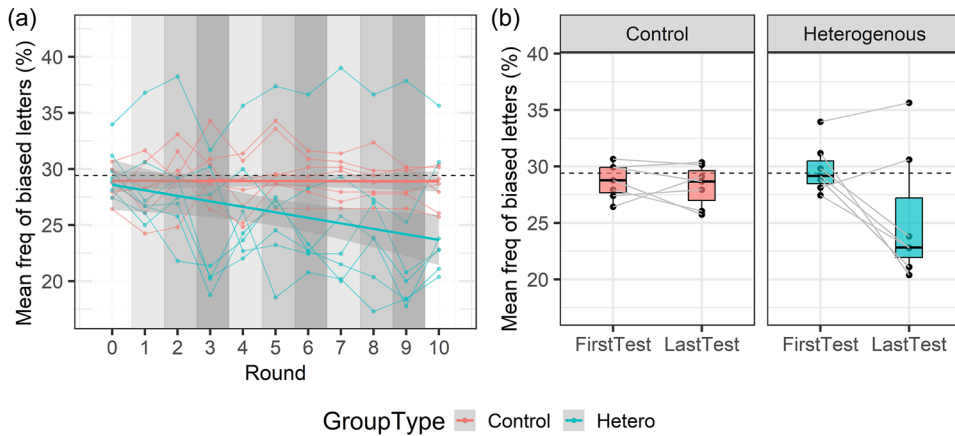 (a)
Mean freq of biased letters (%)
40
35
30
25
20
0 1 2 3 4 5 6 7 8 9 10
Round
(b)
Mean freq of biased letters (%)
Control
Heterogenous
40
35
30
25
20
FirstTest LastTest
FirstTest LastTest
GroupType Control Hetero